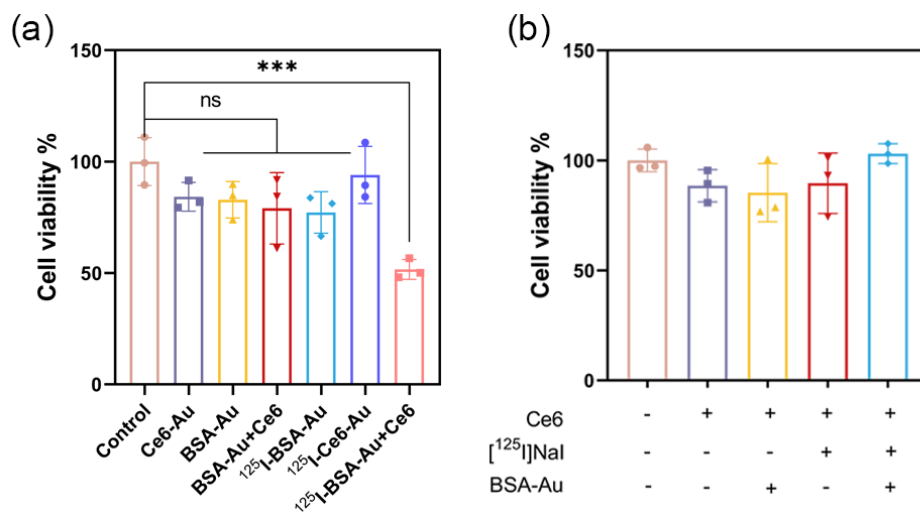 (a)
150
100
50
0
Cell viability %
***
ns
Control
Ce6-Au
BSA-Au
BSA-Au+Ce6
¹²⁵I-BSA-Au
¹²⁵I-Ce6-Au
¹²⁵I-BSA-Au+Ce6
(b)
150
100
50
0
Cell viability %
Ce6 - + + + +
[¹²⁵I]NaI - - - + +
BSA-Au - - + - +